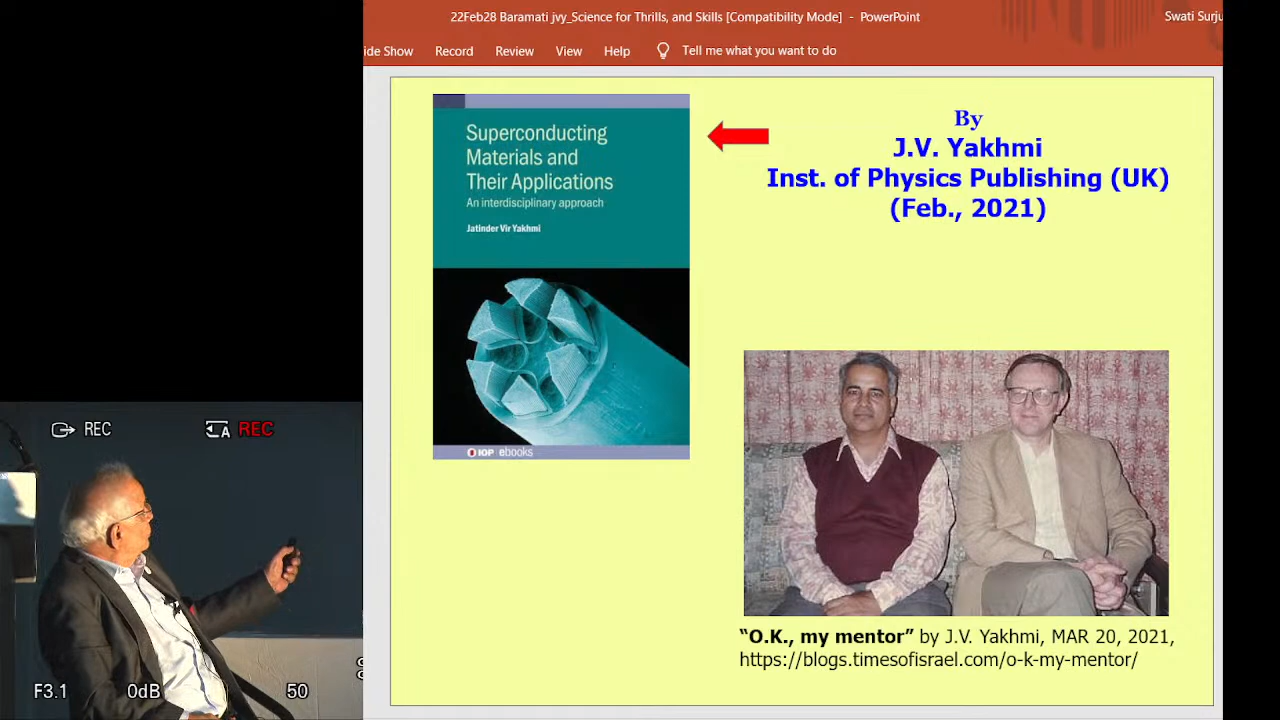 22Feb28 Baramati jvy_Science for Thrills, and Skills [Compatibility Mode] - PowerPoint
Swati Surju
ide Show Record Review View Help Tell me what you want to do
Superconducting
Materials and
Their Applications
An interdisciplinary approach
Jatinder Vir Yakhmi
IOP ebooks
By
J.V. Yakhmi
Inst. of Physics Publishing (UK)
(Feb., 2021)
"O.K., my mentor" by J.V. Yakhmi, MAR 20, 2021,
https://blogs.timesofisrael.com/o-k-my-mentor/
REC A REC
F3.1 0dB 50